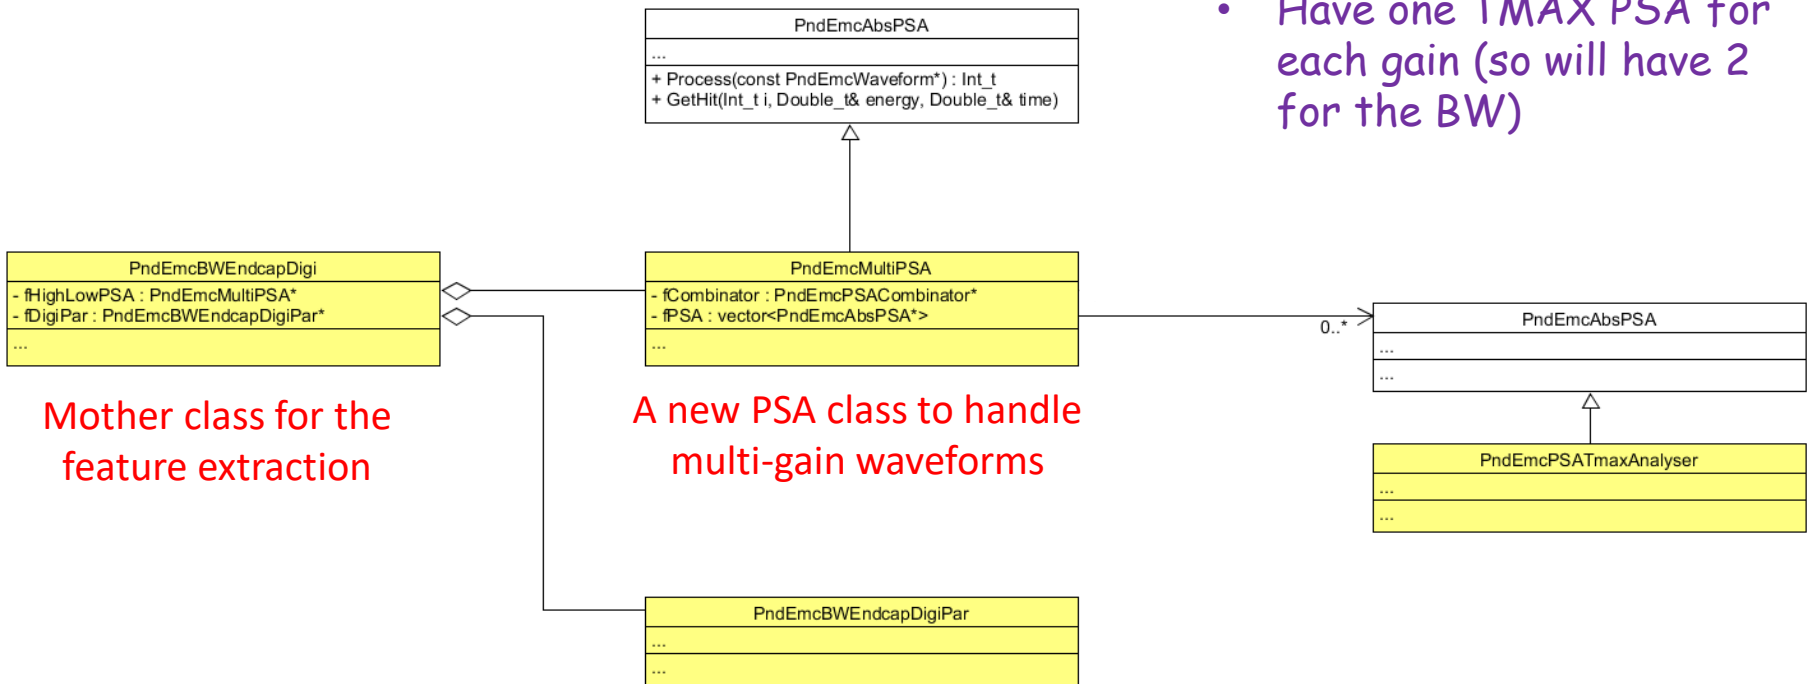 PndEmcAbsPSA
...
+ Process(const PndEmcWaveform*) : Int_t
+ GetHit(Int_t i, Double_t& energy, Double_t& time)
• Have one TMAX PSA for
each gain (so will have 2
for the BW)
PndEmcBWEndcapDigi
- fHighLowPSA : PndEmcMultiPSA*
- fDigiPar : PndEmcBWEndcapDigiPar*
...
Mother class for the
feature extraction
PndEmcMultiPSA
- fCombinator : PndEmcPSACombinator*
- fPSA : vector<PndEmcAbsPSA*>
...
A new PSA class to handle
multi-gain waveforms
0..*
PndEmcAbsPSA
...
...
PndEmcPSATmaxAnalyser
...
...
PndEmcBWEndcapDigiPar
...
...